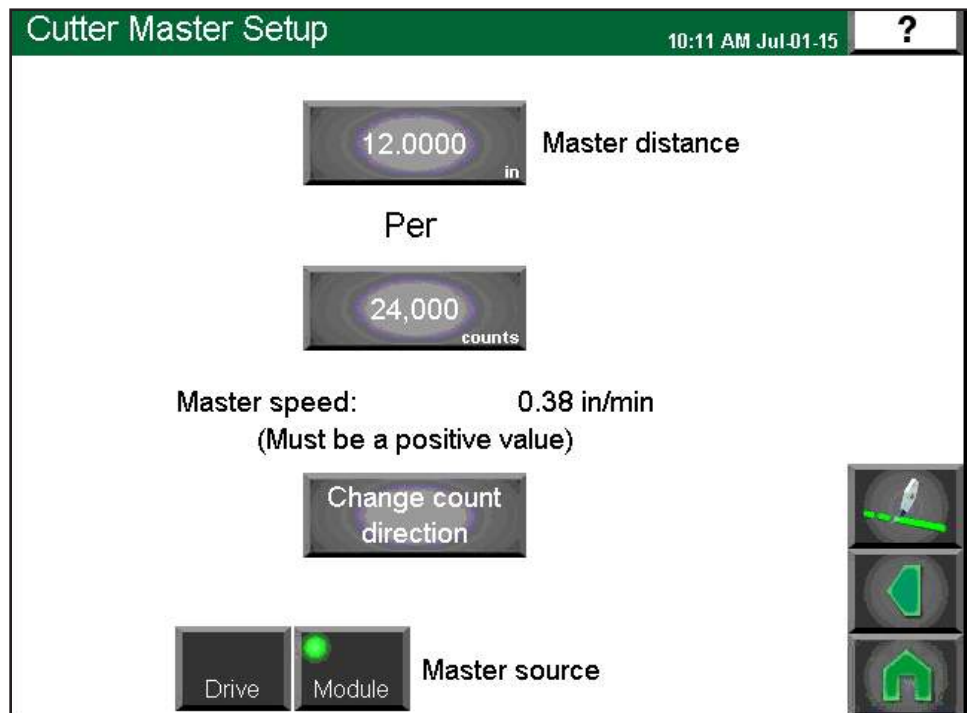 Cutter Master Setup
10:11 AM Jul-01-15
?
12.0000
in
Master distance
Per
24,000
counts
Master speed: 0.38 in/min
(Must be a positive value)
Change count
direction
Drive
Module
Master source